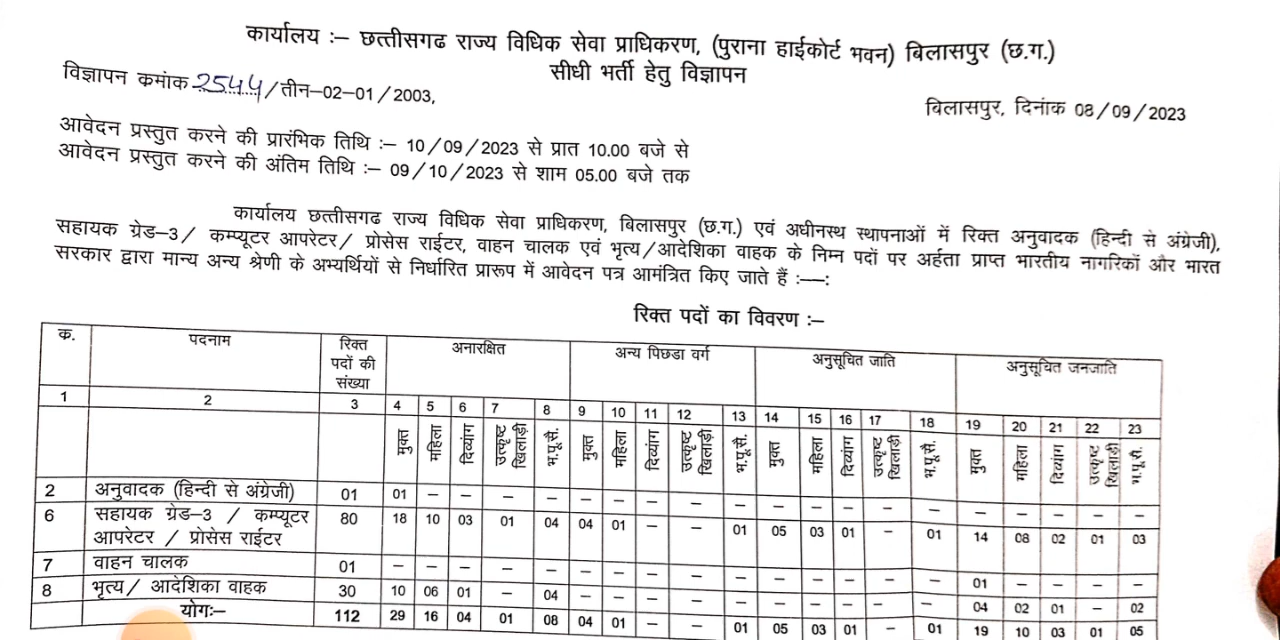 कार्यालय :– छत्तीसगढ राज्य विधिक सेवा प्राधिकरण, (पुराना हाईकोर्ट भवन) बिलासपुर (छ.ग.)
सीधी भर्ती हेतु विज्ञापन
विज्ञापन कमांक 2544/तीन–02–01/2003,
बिलासपुर, दिनांक 08/09/2023
आवेदन प्रस्तुत करने की प्रारंभिक तिथि :– 10/09/2023 से प्रात 10.00 बजे से
आवेदन प्रस्तुत करने की अंतिम तिथि :– 09/10/2023 से शाम 05.00 बजे तक
कार्यालय छत्तीसगढ राज्य विधिक सेवा प्राधिकरण, बिलासपुर (छ.ग.) एवं अधीनस्थ स्थापनाओं में रिक्त अनुवादक (हिन्दी से अंग्रेजी),
सहायक ग्रेड–3/ कम्प्यूटर आपरेटर/ प्रोसेस राईटर, वाहन चालक एवं भृत्य/आदेशिका वाहक के निम्न पदों पर अर्हता प्राप्त भारतीय नागरिकों और भारत
सरकार द्वारा मान्य अन्य श्रेणी के अभ्यर्थियों से निर्धारित प्रारूप में आवेदन पत्र आमंत्रित किए जाते हैं :––:
रिक्त पदों का विवरण :–
क. पदनाम रिक्त पदों की संख्या अनारक्षित अन्य पिछडा वर्ग अनुसूचित जाति अनुसूचित जनजाति
1 2 3 4 5 6 7 8 9 10 11 12 13 14 15 16 17 18 19 20 21 22 23
मुक्त महिला दिव्यांग उत्कृष्ट खिलाड़ी भ.पू.सै. मुक्त महिला दिव्यांग उत्कृष्ट खिलाड़ी भ.पू.सै. मुक्त महिला दिव्यांग उत्कृष्ट खिलाड़ी भ.पू.सै. मुक्त महिला दिव्यांग उत्कृष्ट खिलाड़ी भ.पू.सै.
2 अनुवादक (हिन्दी से अंग्रेजी) 01 01 – – – – – – – – – – – – – – – – – – –
6 सहायक ग्रेड–3 / कम्प्यूटर 80 18 10 03 01 04 04 01 – – 01 05 03 01 – 01 14 08 02 01 03
आपरेटर / प्रोसेस राईटर
7 वाहन चालक 01 – – – – – – – – – – – – – – – 01 – – – –
8 भृत्य/ आदेशिका वाहक 30 10 06 01 – 04 – – – – – – – – – – 04 02 01 – 02
योगः– 112 29 16 04 01 08 04 01 – – 01 05 03 01 – 01 19 10 03 01 05